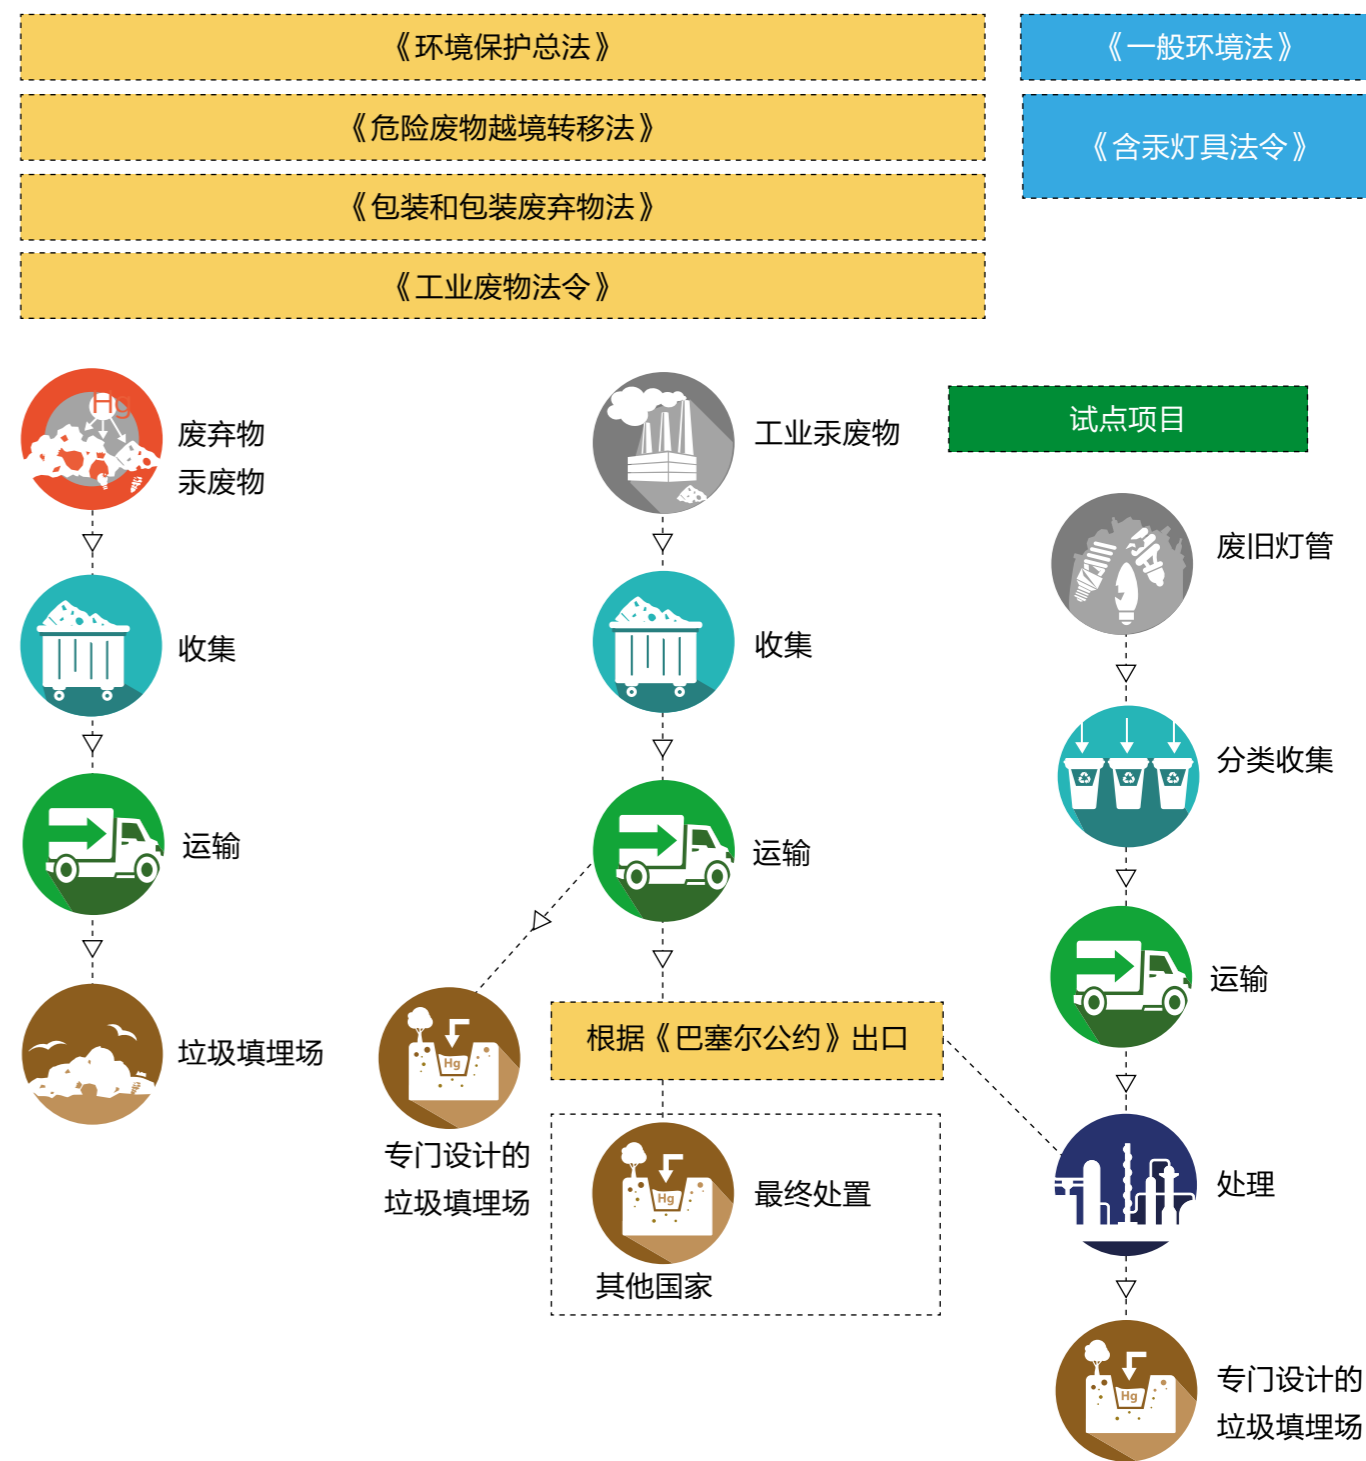 《环境保护总法》
《一般环境法》
《危险废物越境转移法》
《含汞灯具法令》
《包装和包装废弃物法》
《工业废物法令》
Hg
废弃物
汞废物
收集
运输
垃圾填埋场
工业汞废物
收集
运输
Hg
专门设计的
垃圾填埋场
根据《巴塞尔公约》出口
Hg
最终处置
其他国家
试点项目
废旧灯管
分类收集
运输
处理
Hg
专门设计的
垃圾填埋场